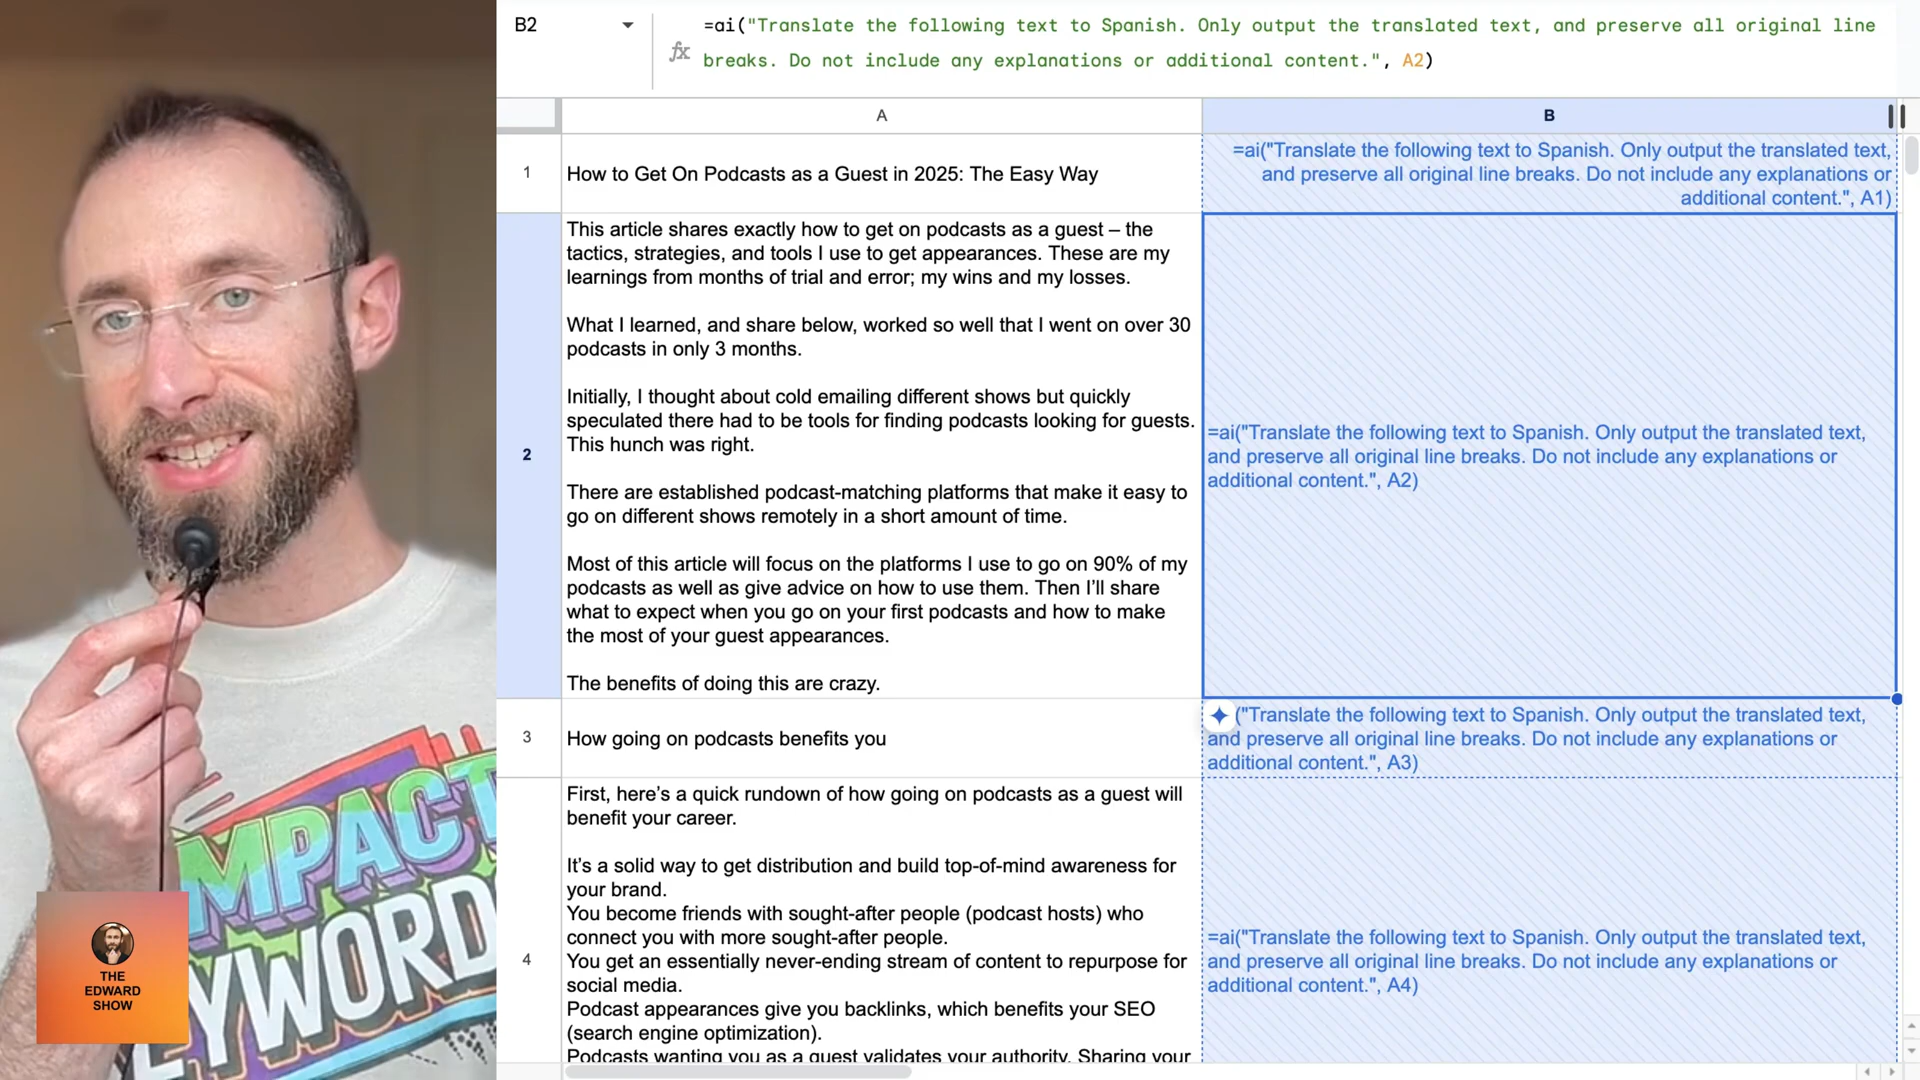 B2
=ai("Translate the following text to Spanish. Only output the translated text, and preserve all original line
breaks. Do not include any explanations or additional content.", A2)
fx
A
B
1
How to Get On Podcasts as a Guest in 2025: The Easy Way
=ai("Translate the following text to Spanish. Only output the translated text,
and preserve all original line breaks. Do not include any explanations or
additional content.", A1)
2
This article shares exactly how to get on podcasts as a guest – the
tactics, strategies, and tools I use to get appearances. These are my
learnings from months of trial and error; my wins and my losses.
What I learned, and share below, worked so well that I went on over 30
podcasts in only 3 months.
Initially, I thought about cold emailing different shows but quickly
speculated there had to be tools for finding podcasts looking for guests.
This hunch was right.
There are established podcast-matching platforms that make it easy to
go on different shows remotely in a short amount of time.
Most of this article will focus on the platforms I use to go on 90% of my
podcasts as well as give advice on how to use them. Then I’ll share
what to expect when you go on your first podcasts and how to make
the most of your guest appearances.
The benefits of doing this are crazy.
=ai("Translate the following text to Spanish. Only output the translated text,
and preserve all original line breaks. Do not include any explanations or
additional content.", A2)
3
How going on podcasts benefits you
("Translate the following text to Spanish. Only output the translated text,
and preserve all original line breaks. Do not include any explanations or
additional content.", A3)
4
First, here’s a quick rundown of how going on podcasts as a guest will
benefit your career.
It’s a solid way to get distribution and build top-of-mind awareness for
your brand.
You become friends with sought-after people (podcast hosts) who
connect you with more sought-after people.
You get an essentially never-ending stream of content to repurpose for
social media.
Podcast appearances give you backlinks, which benefits your SEO
(search engine optimization).
Podcasts wanting you as a guest validates your authority. Sharing your
=ai("Translate the following text to Spanish. Only output the translated text,
and preserve all original line breaks. Do not include any explanations or
additional content.", A4)
MPACT
EYWORD
THE
EDWARD
SHOW